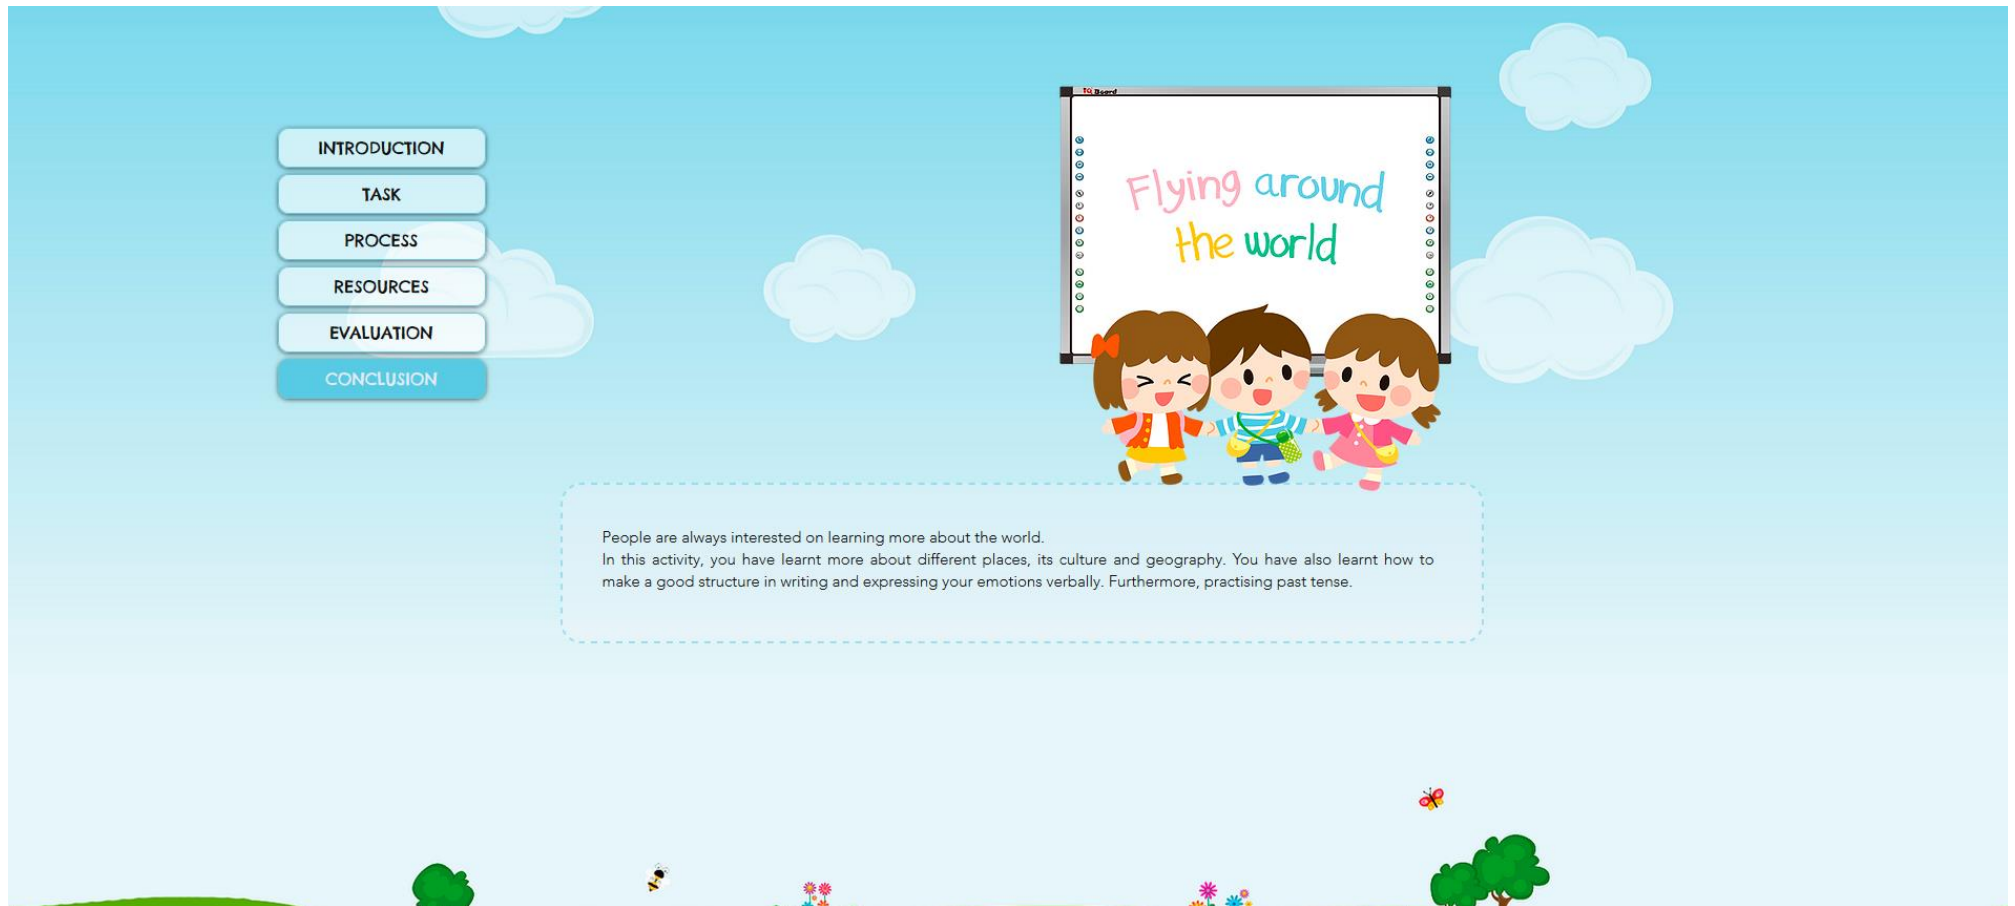 INTRODUCTION
TASK
PROCESS
RESOURCES
EVALUATION
CONCLUSION
IQ Board
Flying around
the world
People are always interested on learning more about the world.
In this activity, you have learnt more about different places, its culture and geography. You have also learnt how to
make a good structure in writing and expressing your emotions verbally. Furthermore, practising past tense.